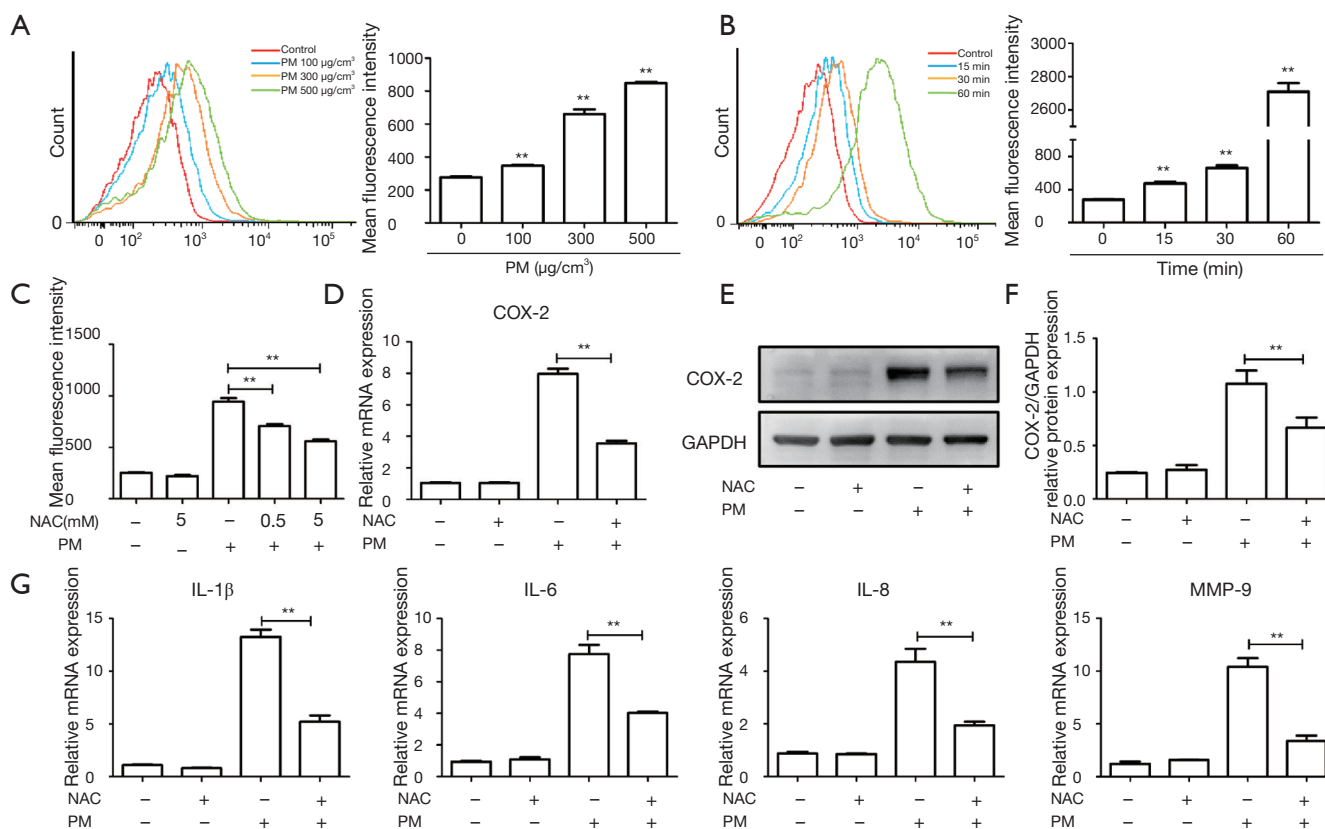 A
Count
0
Control
PM 100 μg/cm³
PM 300 μg/cm³
PM 500 μg/cm³
0 10² 10³ 10⁴ 10⁵
Mean fluorescence intensity
1000
800
600
400
200
0
** ** **
0 100 300 500
PM (μg/cm³)
B
Count
0
Control
15 min
30 min
60 min
0 10² 10³ 10⁴ 10⁵
Mean fluorescence intensity
3000
2800
2600
2400
800
400
0
** ** **
0 15 30 60
Time (min)
C
Mean fluorescence intensity
1500
1000
500
0
**
**
NAC(mM) – 5 – 0.5 5
PM – – + + +
D
COX-2
Relative mRNA expression
10
8
6
4
2
0
**
NAC – + – +
PM – – + +
E
COX-2
GAPDH
NAC – + – +
PM – – + +
F
COX-2/GAPDH
relative protein expression
1.5
1.0
0.5
0.0
**
NAC – + – +
PM – – + +
G
IL-1β
Relative mRNA expression
15
10
5
0
**
NAC – + – +
PM – – + +
IL-6
Relative mRNA expression
10
8
6
4
2
0
**
NAC – + – +
PM – – + +
IL-8
Relative mRNA expression
6
4
2
0
**
NAC – + – +
PM – – + +
MMP-9
Relative mRNA expression
15
10
5
0
**
NAC – + – +
PM – – + +